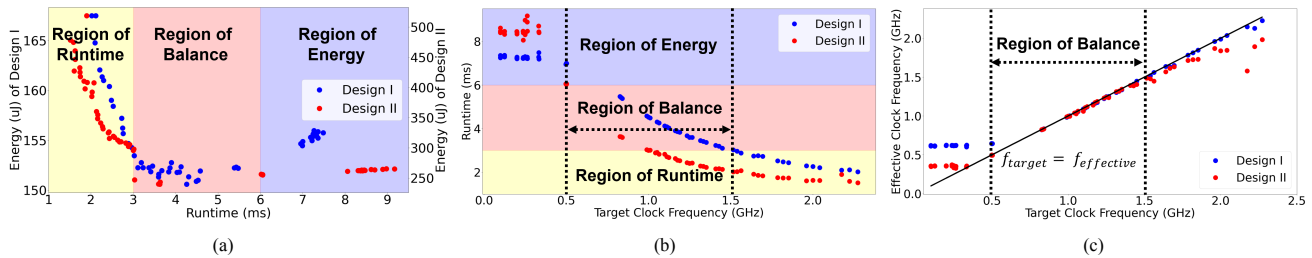 Energy (uJ) of Design I
165
160
155
150
Region of
Runtime
Region of
Balance
Region of
Energy
Design I
Design II
500
450
400
350
300
250
Energy (uJ) of Design II
1 2 3 4 5 6 7 8 9
Runtime (ms)
(a)
Runtime (ms)
8
6
4
2
Region of Energy
Design I
Design II
Region of Balance
Region of Runtime
0.0 0.5 1.0 1.5 2.0
Target Clock Frequency (GHz)
(b)
Effective Clock Frequency (GHz)
2.0
1.5
1.0
0.5
0.0
Region of Balance
f_target = f_effective
Design I
Design II
0.5 1.0 1.5 2.0 2.5
Target Clock Frequency (GHz)
(c)